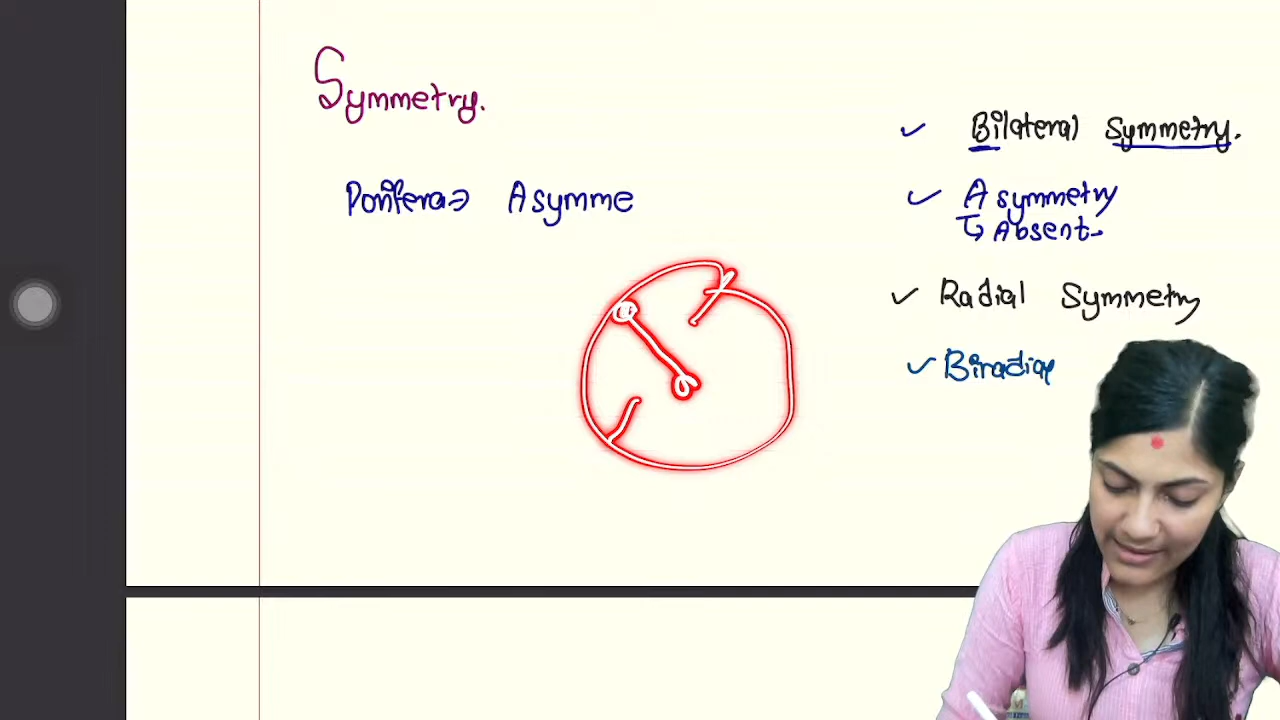 Symmetry.
Porifera → Asymme
✓ Bilateral Symmetry.
✓ Asymmetry
↳ Absent
✓ Radial Symmetry
✓ Biradial